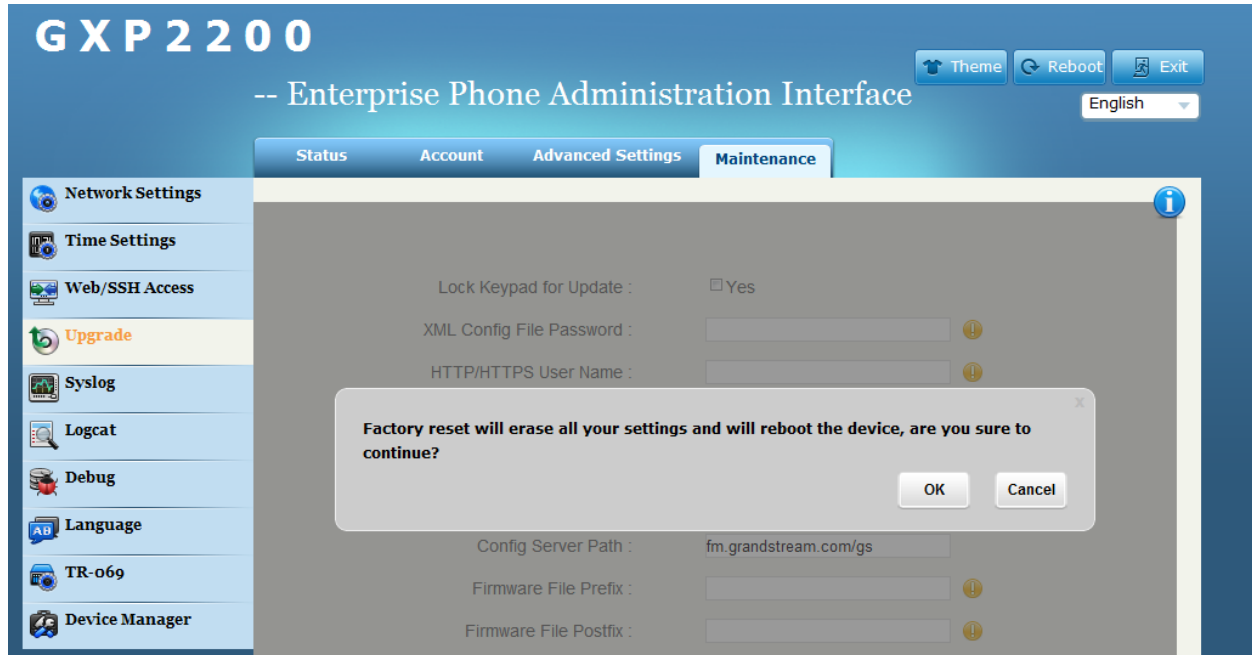 GXP2200
-- Enterprise Phone Administration Interface
Theme
Reboot
Exit
English
Status
Account
Advanced Settings
Maintenance
Network Settings
Time Settings
Web/SSH Access
Upgrade
Syslog
Logcat
Debug
Language
TR-069
Device Manager
Lock Keypad for Update :
Yes
XML Config File Password :
HTTP/HTTPS User Name :
x
Factory reset will erase all your settings and will reboot the device, are you sure to
continue?
OK
Cancel
Config Server Path :
fm.grandstream.com/gs
Firmware File Prefix :
Firmware File Postfix :